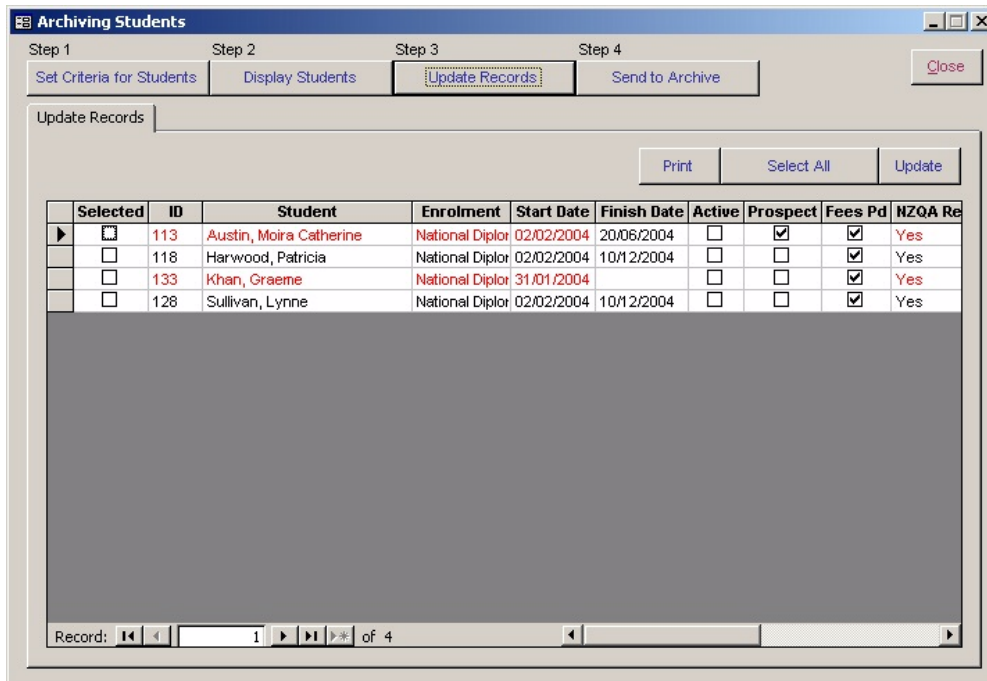 Archiving Students
Step 1 Step 2 Step 3 Step 4
Set Criteria for Students Display Students Update Records Send to Archive Close
Update Records
Print Select All Update
Selected ID Student Enrolment Start Date Finish Date Active Prospect Fees Pd NZQA Re
113 Austin, Moira Catherine National Diplor 02/02/2004 20/06/2004 Yes
118 Harwood, Patricia National Diplor 02/02/2004 10/12/2004 Yes
133 Khan, Graeme National Diplor 31/01/2004 Yes
128 Sullivan, Lynne National Diplor 02/02/2004 10/12/2004 Yes
Record: 1 of 4